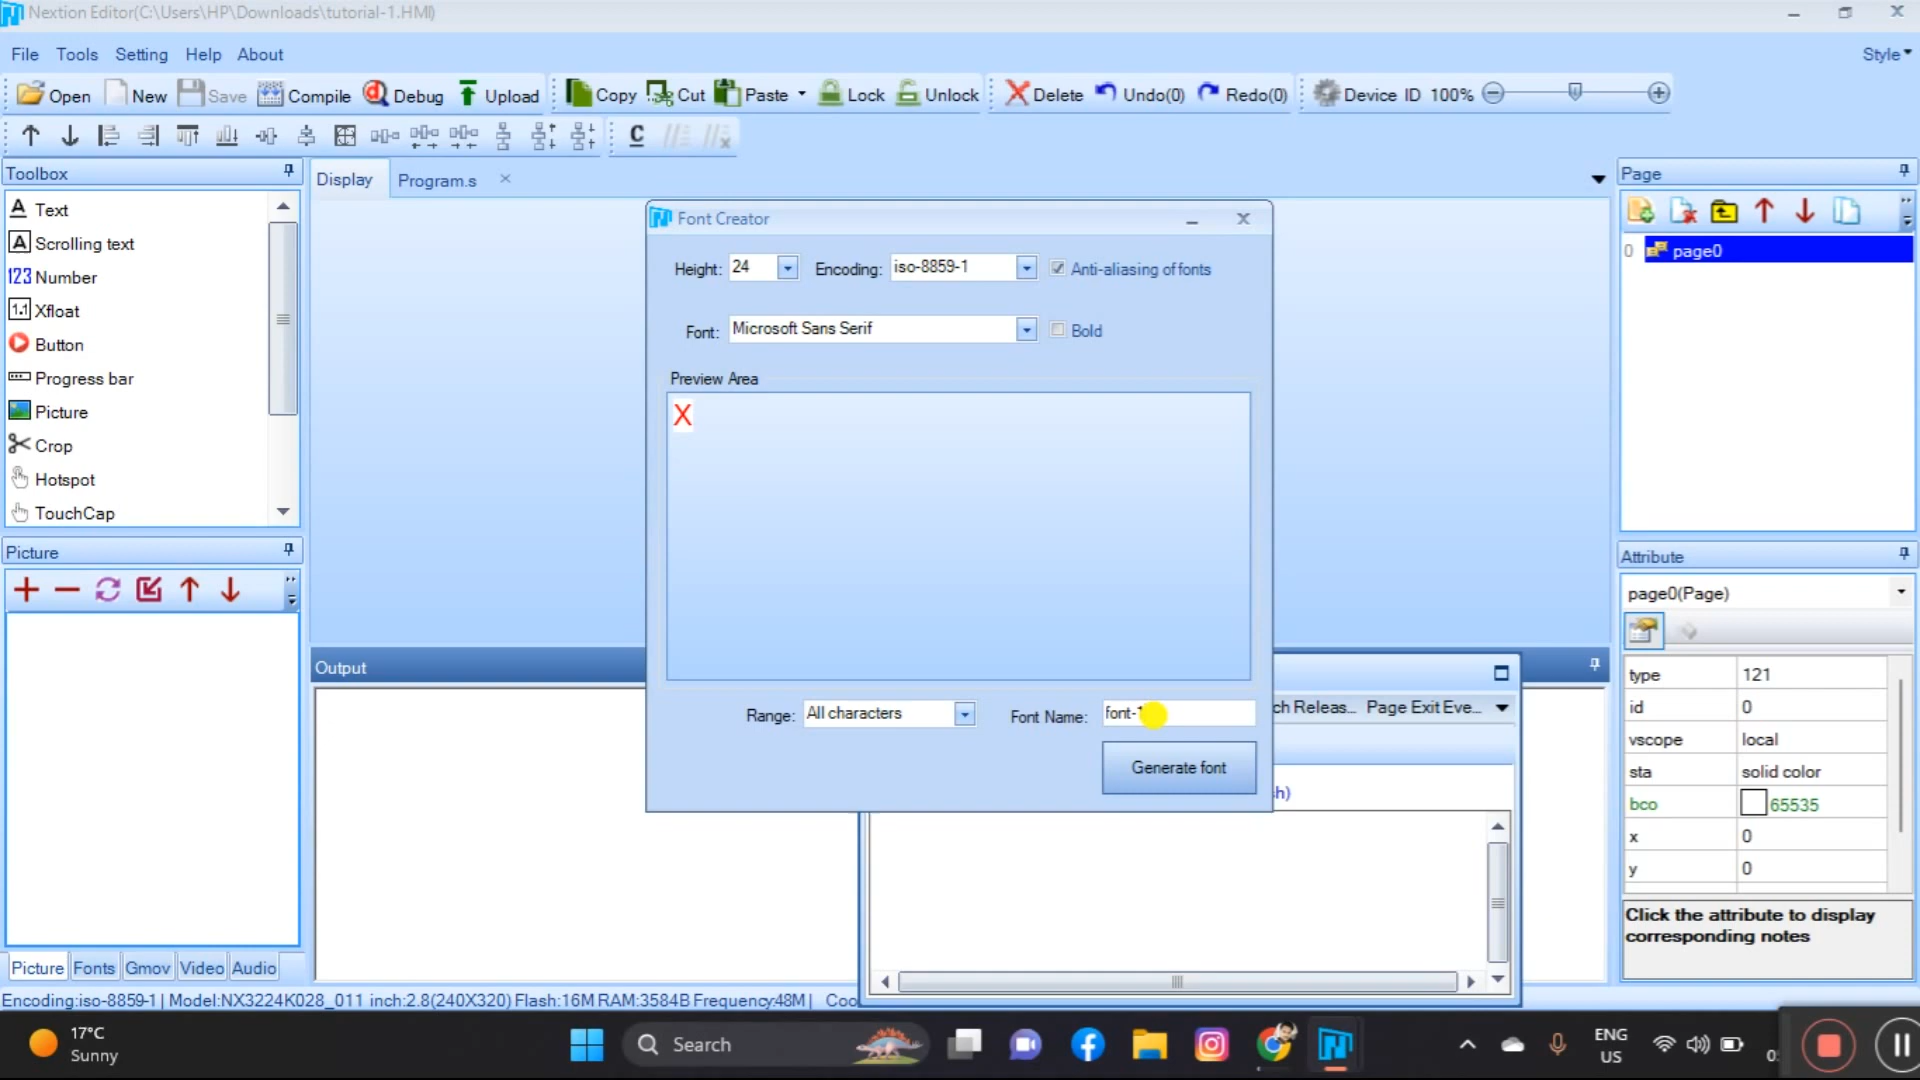 Nextion Editor(C:\Users\HP\Downloads\tutorial-1.HMI)
File Tools Setting Help About Style
Open New Save Compile Debug Upload Copy Cut Paste Lock Unlock Delete Undo(0) Redo(0) Device ID 100%
Toolbox
Text
Scrolling text
123 Number
1.1 Xfloat
Button
Progress bar
Picture
Crop
Hotspot
TouchCap
Picture
Picture Fonts Gmov Video Audio
Display Program.s
Font Creator
Height: 24 Encoding: iso-8859-1 Anti-aliasing of fonts
Font: Microsoft Sans Serif Bold
Preview Area
X
Range: All characters Font Name: font-1
Generate font
Output
ch Releas... Page Exit Eve...
sh)
Page
0 page0
Attribute
page0(Page)
type 121
id 0
vscope local
sta solid color
bco 65535
x 0
y 0
Click the attribute to display
corresponding notes
Encoding:iso-8859-1 | Model:NX3224K028_011 inch:2.8(240X320) Flash:16M RAM:3584B Frequency:48M | Coo
17°C
Sunny
Search
ENG
US